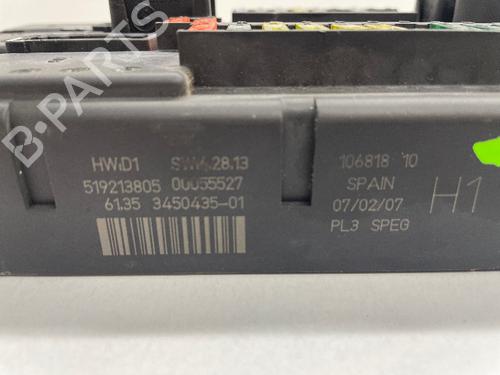 B-PARTS
HW:D1 SW:6.28.13
519213805 00055527
61.35 3450435-01
106818 10
SPAIN
07/02/07
PL3 SPEG
H1